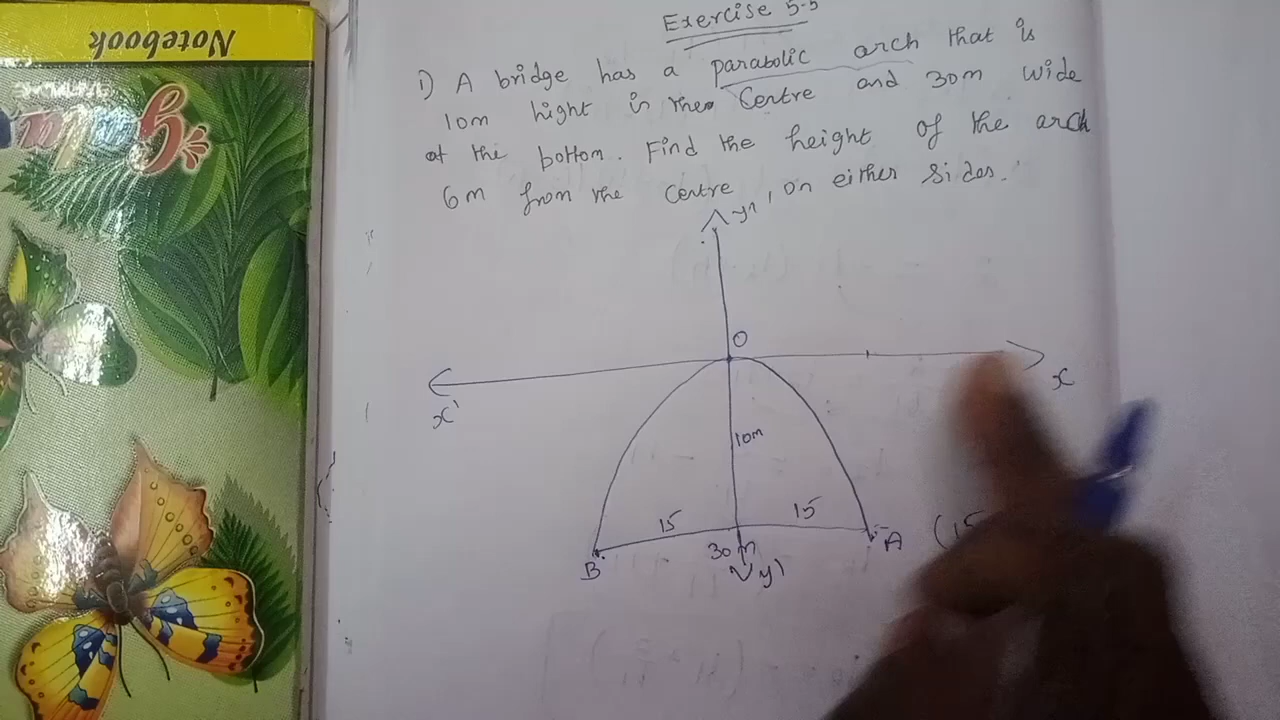 Notebook
Exercise 5.5
1) A bridge has a parabolic arch that is
10m hight in the Centre and 30m wide
at the bottom. Find the height of the arch
6m from the centre, on either Sides.
y
O
x'
x
10m
15
15
30m
B
A
(15
y'